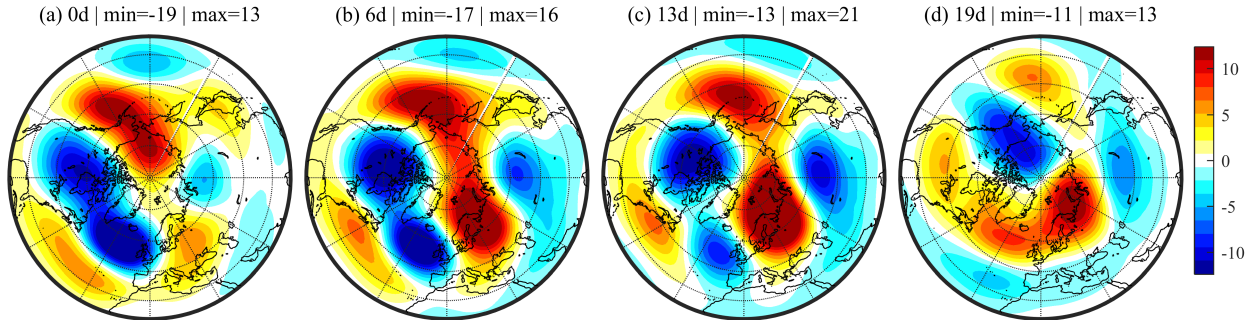 (a) 0d | min=-19 | max=13
(b) 6d | min=-17 | max=16
(c) 13d | min=-13 | max=21
(d) 19d | min=-11 | max=13
10
5
0
-5
-10